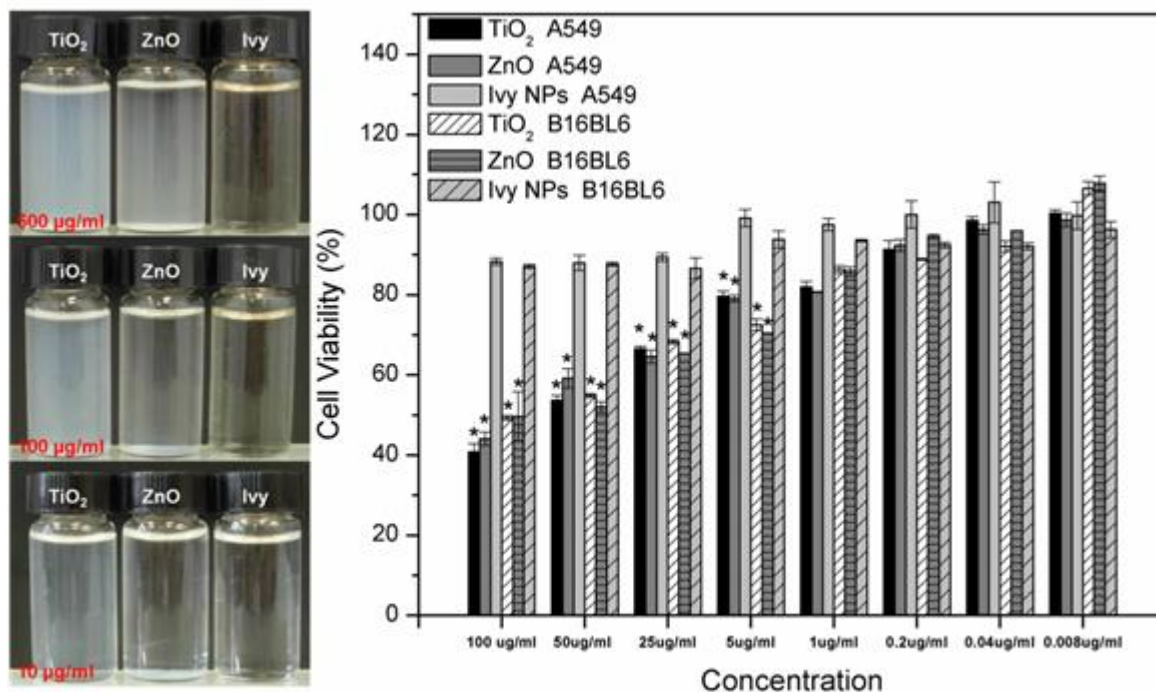 TiO2 ZnO Ivy
500 µg/ml
TiO2 ZnO Ivy
100 µg/ml
TiO2 ZnO Ivy
10 µg/ml
TiO2 A549
ZnO A549
Ivy NPs A549
TiO2 B16BL6
ZnO B16BL6
Ivy NPs B16BL6
Cell Viability (%)
140
120
100
80
60
40
20
0
* * * * * * * * * * * * * * * *
100 ug/ml 50ug/ml 25ug/ml 5ug/ml 1ug/ml 0.2ug/ml 0.04ug/ml 0.008ug/ml
Concentration